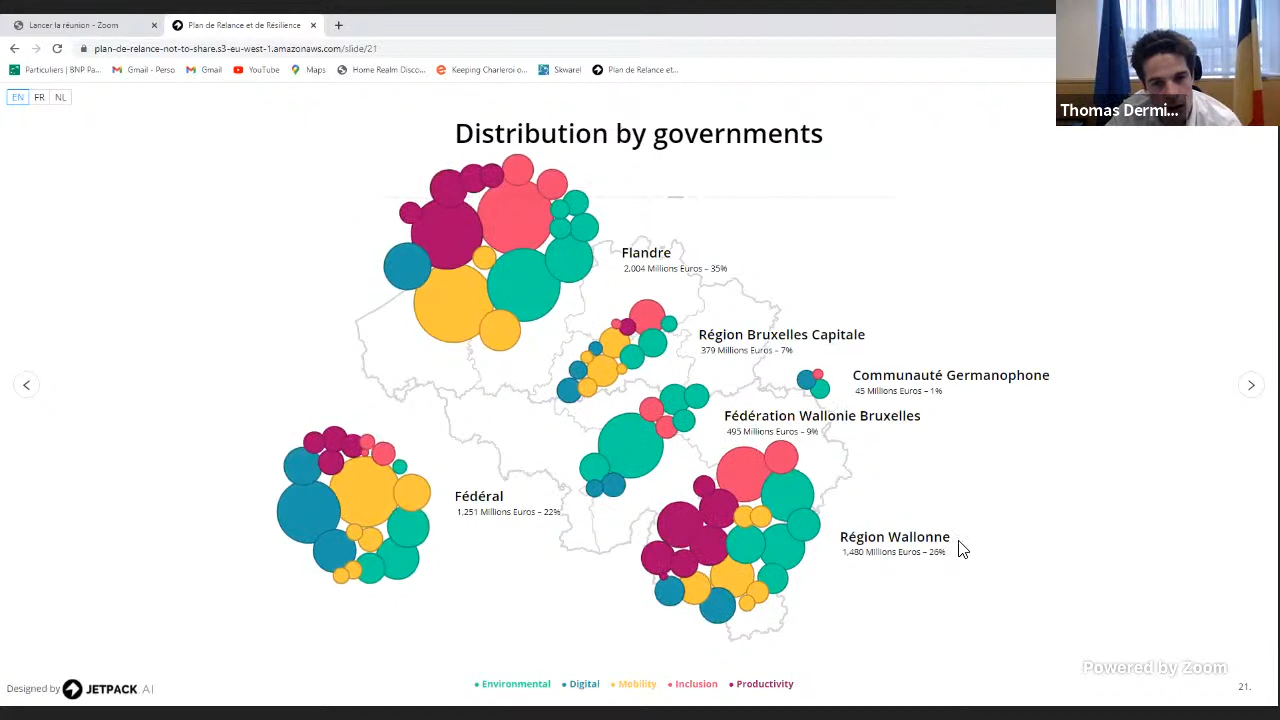 Lancer la réunion - Zoom
Plan de Relance et de Résilience
plan-de-relance-not-to-share.s3-eu-west-1.amazonaws.com/slide/21
Particuliers | BNP Pa...
Gmail - Perso
Gmail
YouTube
Maps
Home Realm Disco...
Keeping Charleroi o...
Skwarel
Plan de Relance et...
Thomas Dermi...
EN FR NL
Distribution by governments
Flandre
2,004 Millions Euros – 35%
Région Bruxelles Capitale
379 Millions Euros – 7%
Communauté Germanophone
45 Millions Euros – 1%
Fédération Wallonie Bruxelles
495 Millions Euros – 9%
Fédéral
1,251 Millions Euros – 22%
Région Wallonne
1,480 Millions Euros – 26%
Powered by Zoom
Designed by JETPACK AI
Environmental Digital Mobility Inclusion Productivity
21.